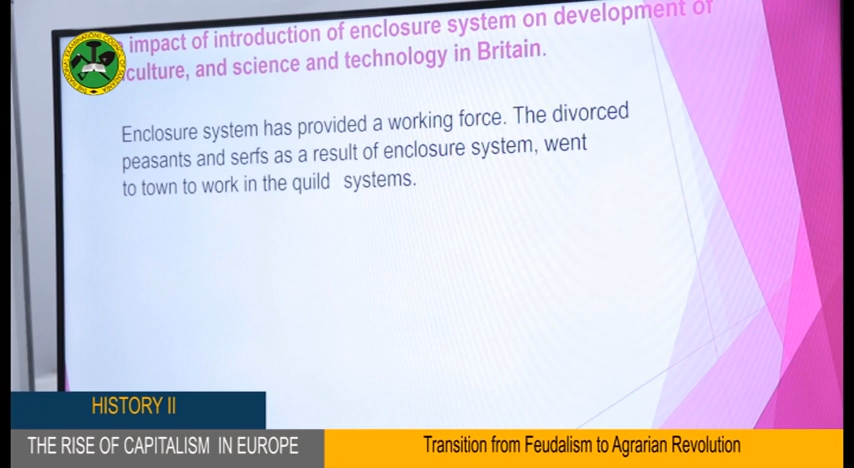 impact of introduction of enclosure system on development of
culture, and science and technology in Britain.
Enclosure system has provided a working force. The divorced
peasants and serfs as a result of enclosure system, went
to town to work in the quild systems.
HISTORY II
THE RISE OF CAPITALISM IN EUROPE
Transition from Feudalism to Agrarian Revolution